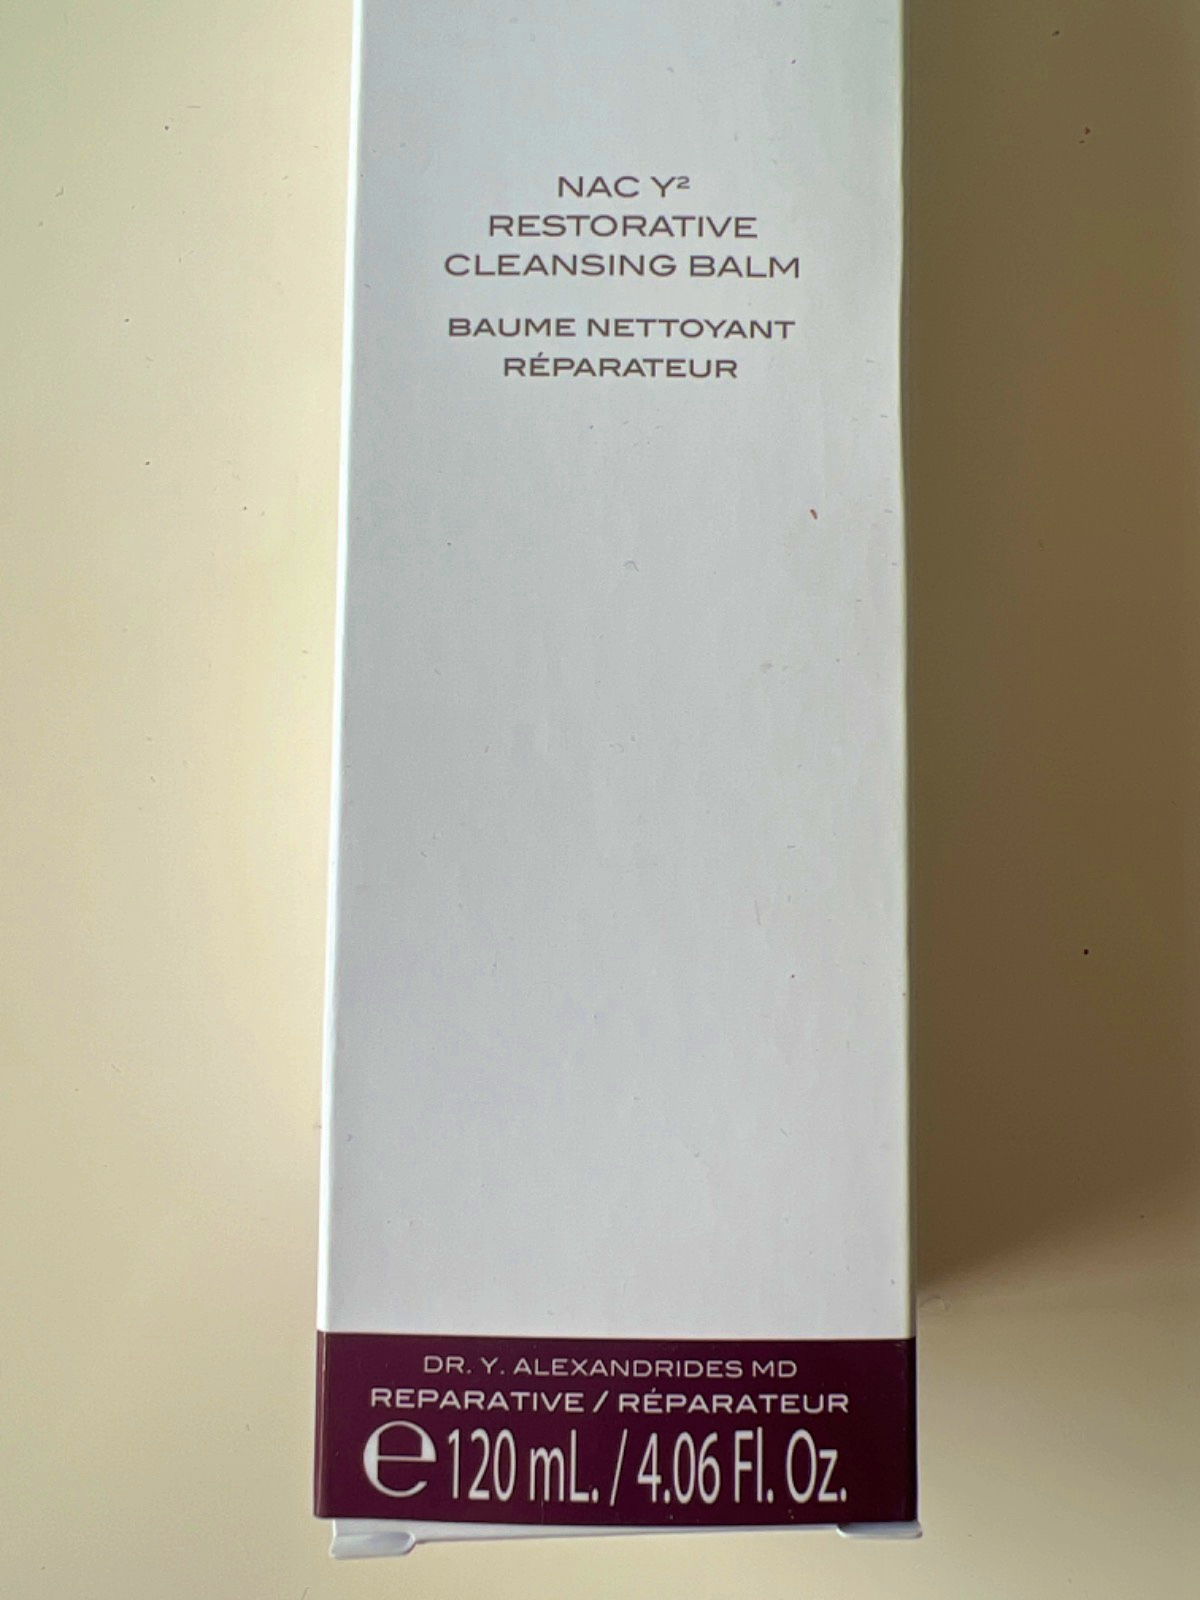 NAC Y²
RESTORATIVE
CLEANSING BALM
BAUME NETTOYANT
RÉPARATEUR
DR. Y. ALEXANDRIDES MD
REPARATIVE / RÉPARATEUR
℮ 120 mL. / 4.06 Fl. Oz.